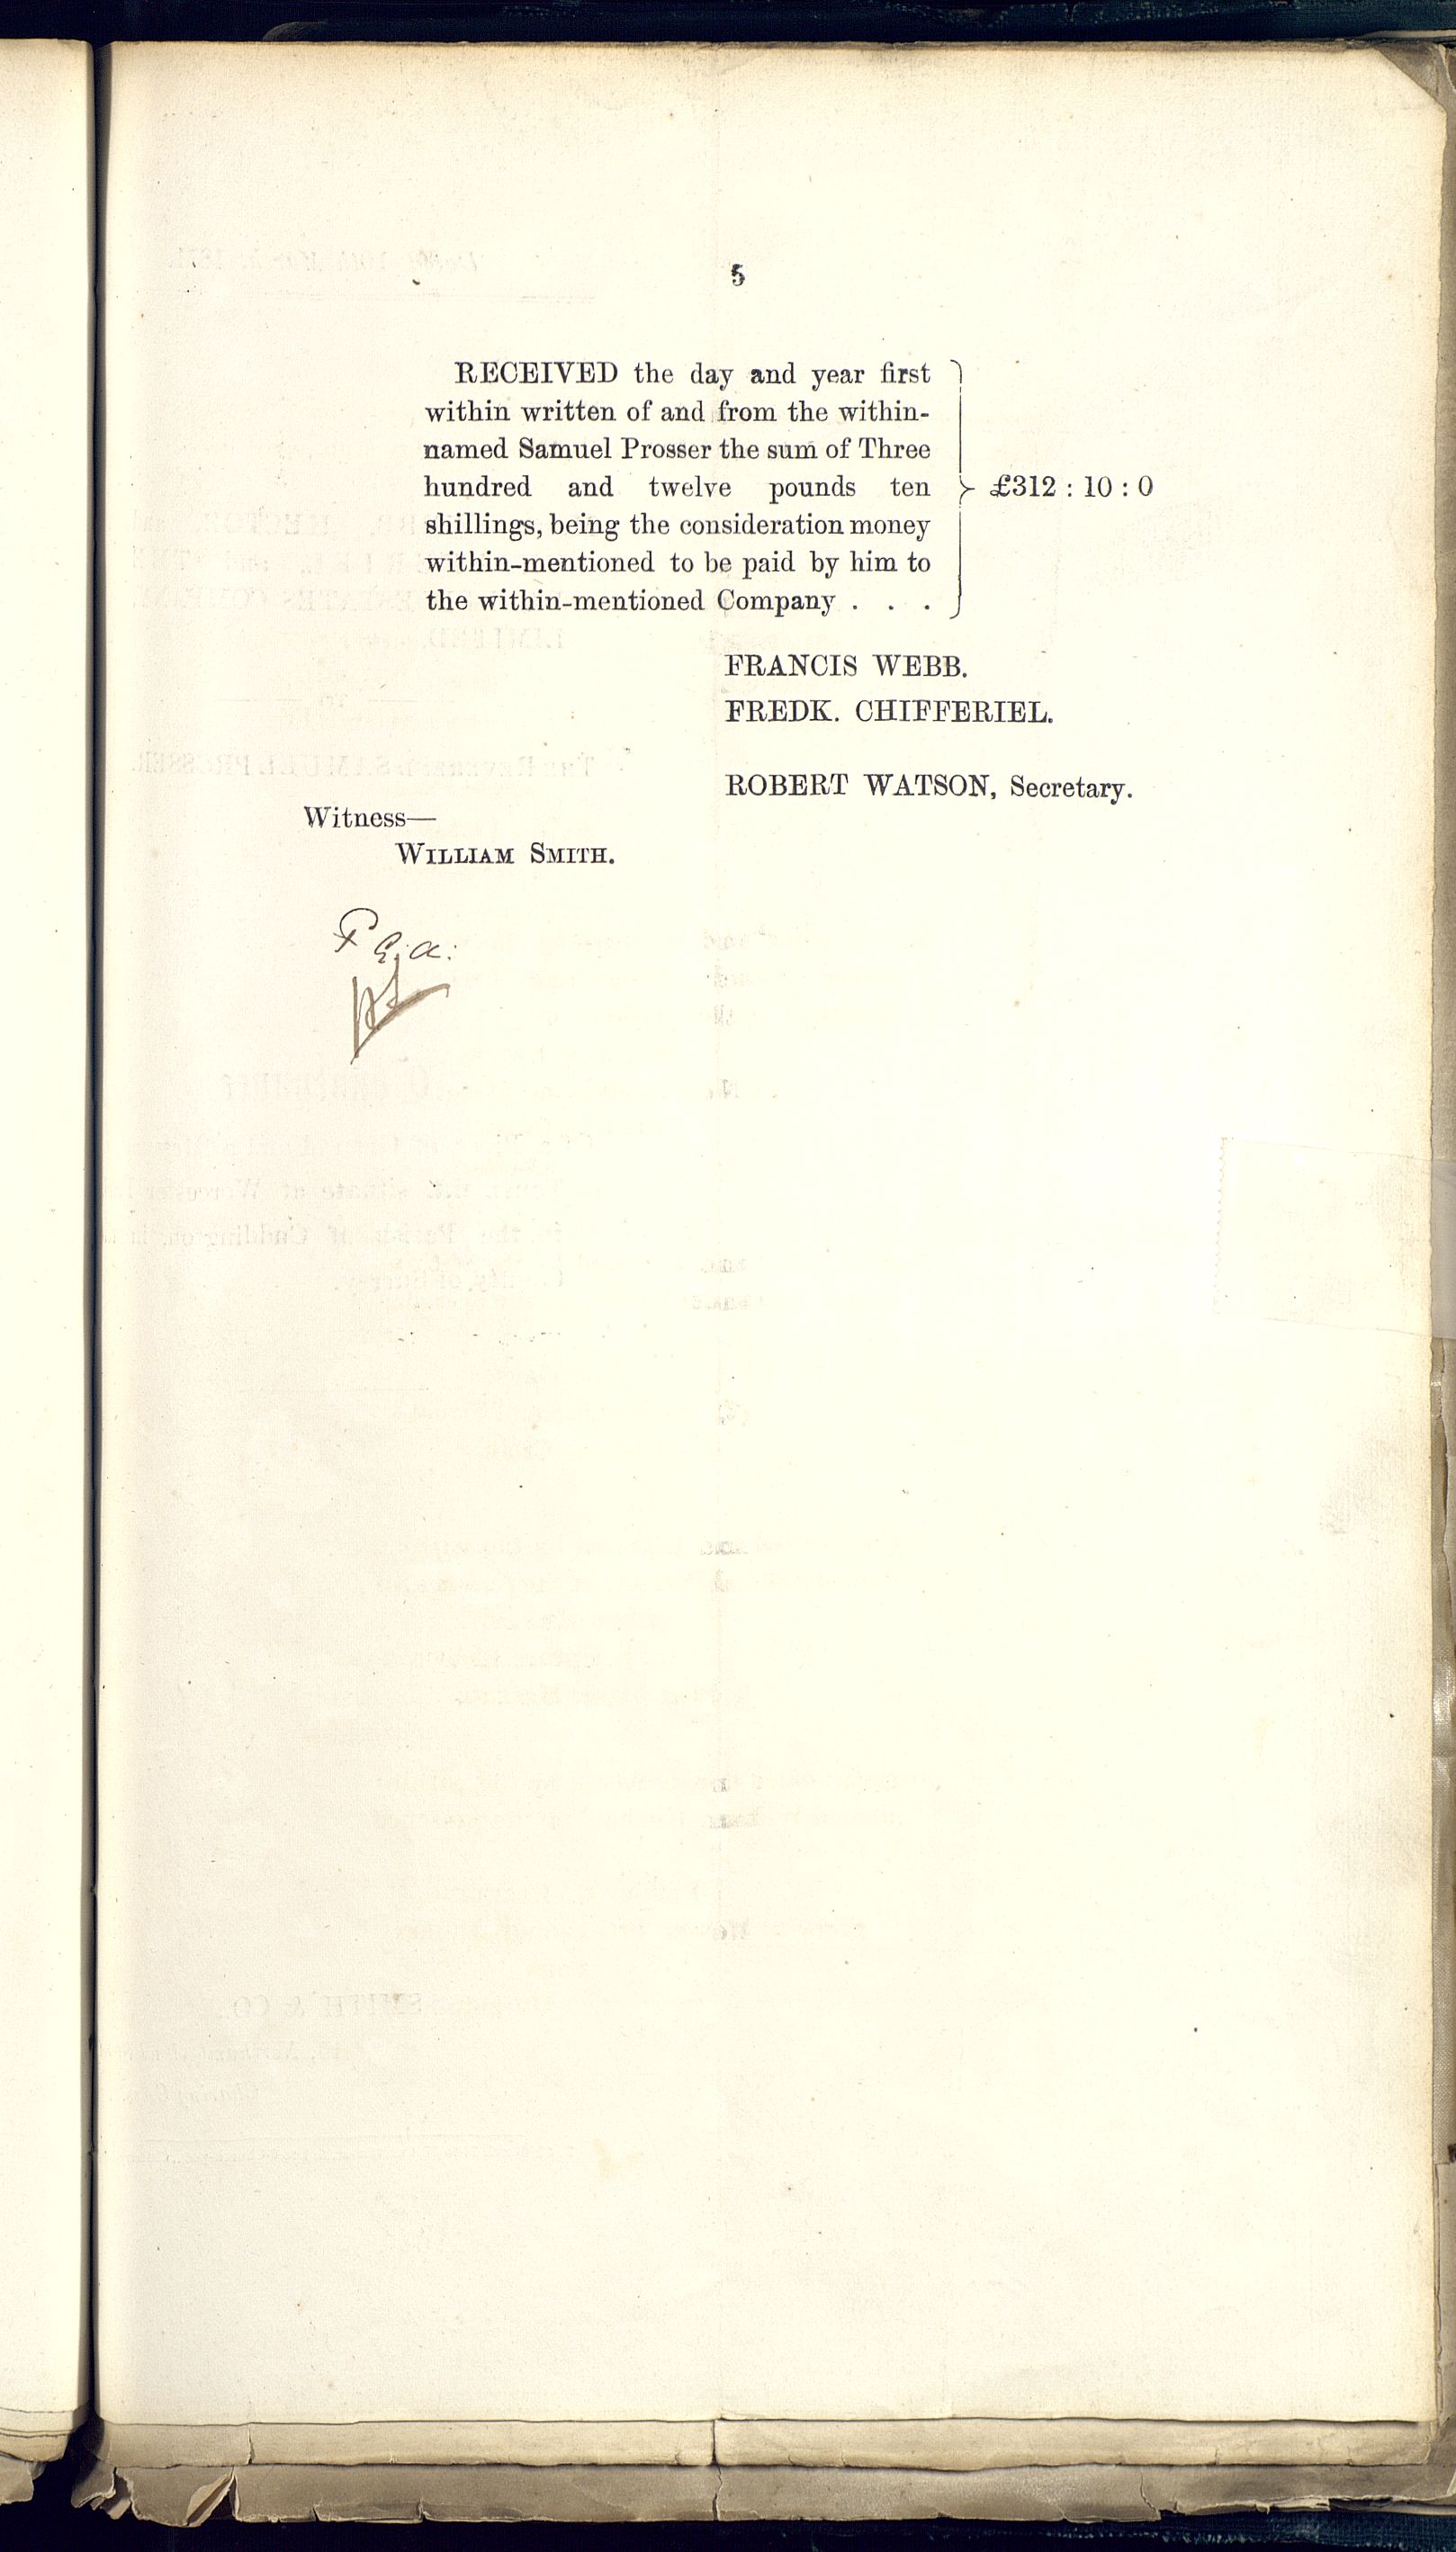 5
RECEIVED the day and year first
within written of and from the within-
named Samuel Prosser the sum of Three
hundred and twelve pounds ten
shillings, being the consideration money
within-mentioned to be paid by him to
the within-mentioned Company . . .
£312 : 10 : 0
FRANCIS WEBB.
FREDK. CHIFFERIEL.
ROBERT WATSON, Secretary.
Witness—
WILLIAM SMITH.